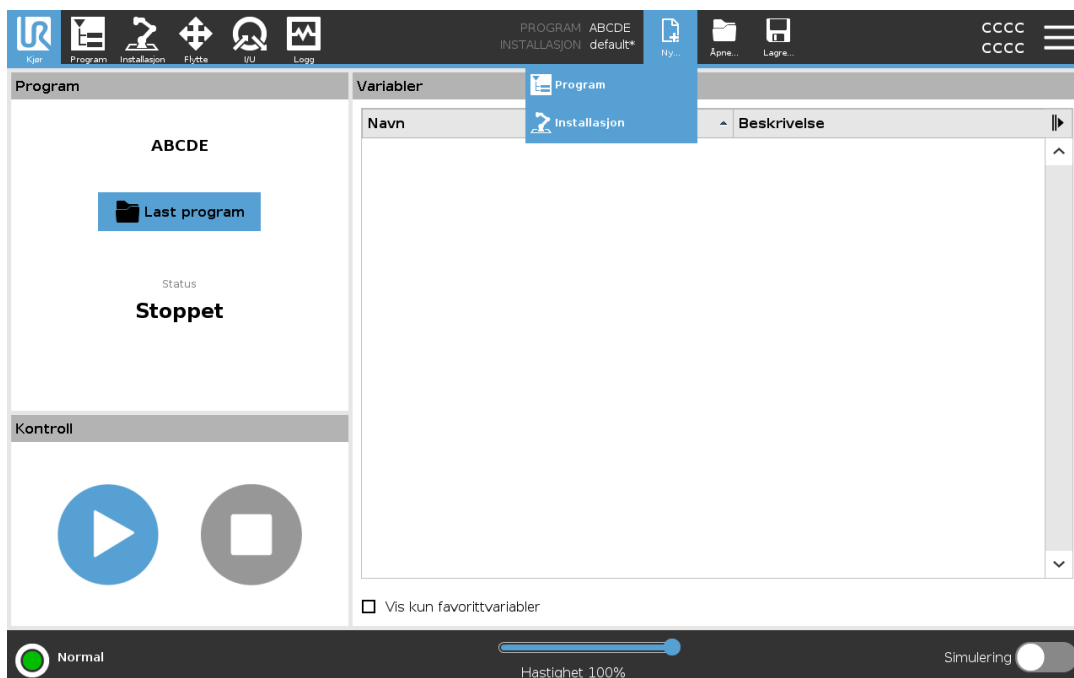 UR
Kjør
Program
Installasjon
Flytte
I/U
Logg
PROGRAM ABCDE
INSTALLASJON default*
Ny...
Åpne...
Lagre...
CCCC
CCCC
Program
Installasjon
Program
ABCDE
Last program
Status
Stoppet
Variabler
Navn
Beskrivelse
Vis kun favorittvariabler
Kontroll
Normal
Hastighet 100%
Simulering